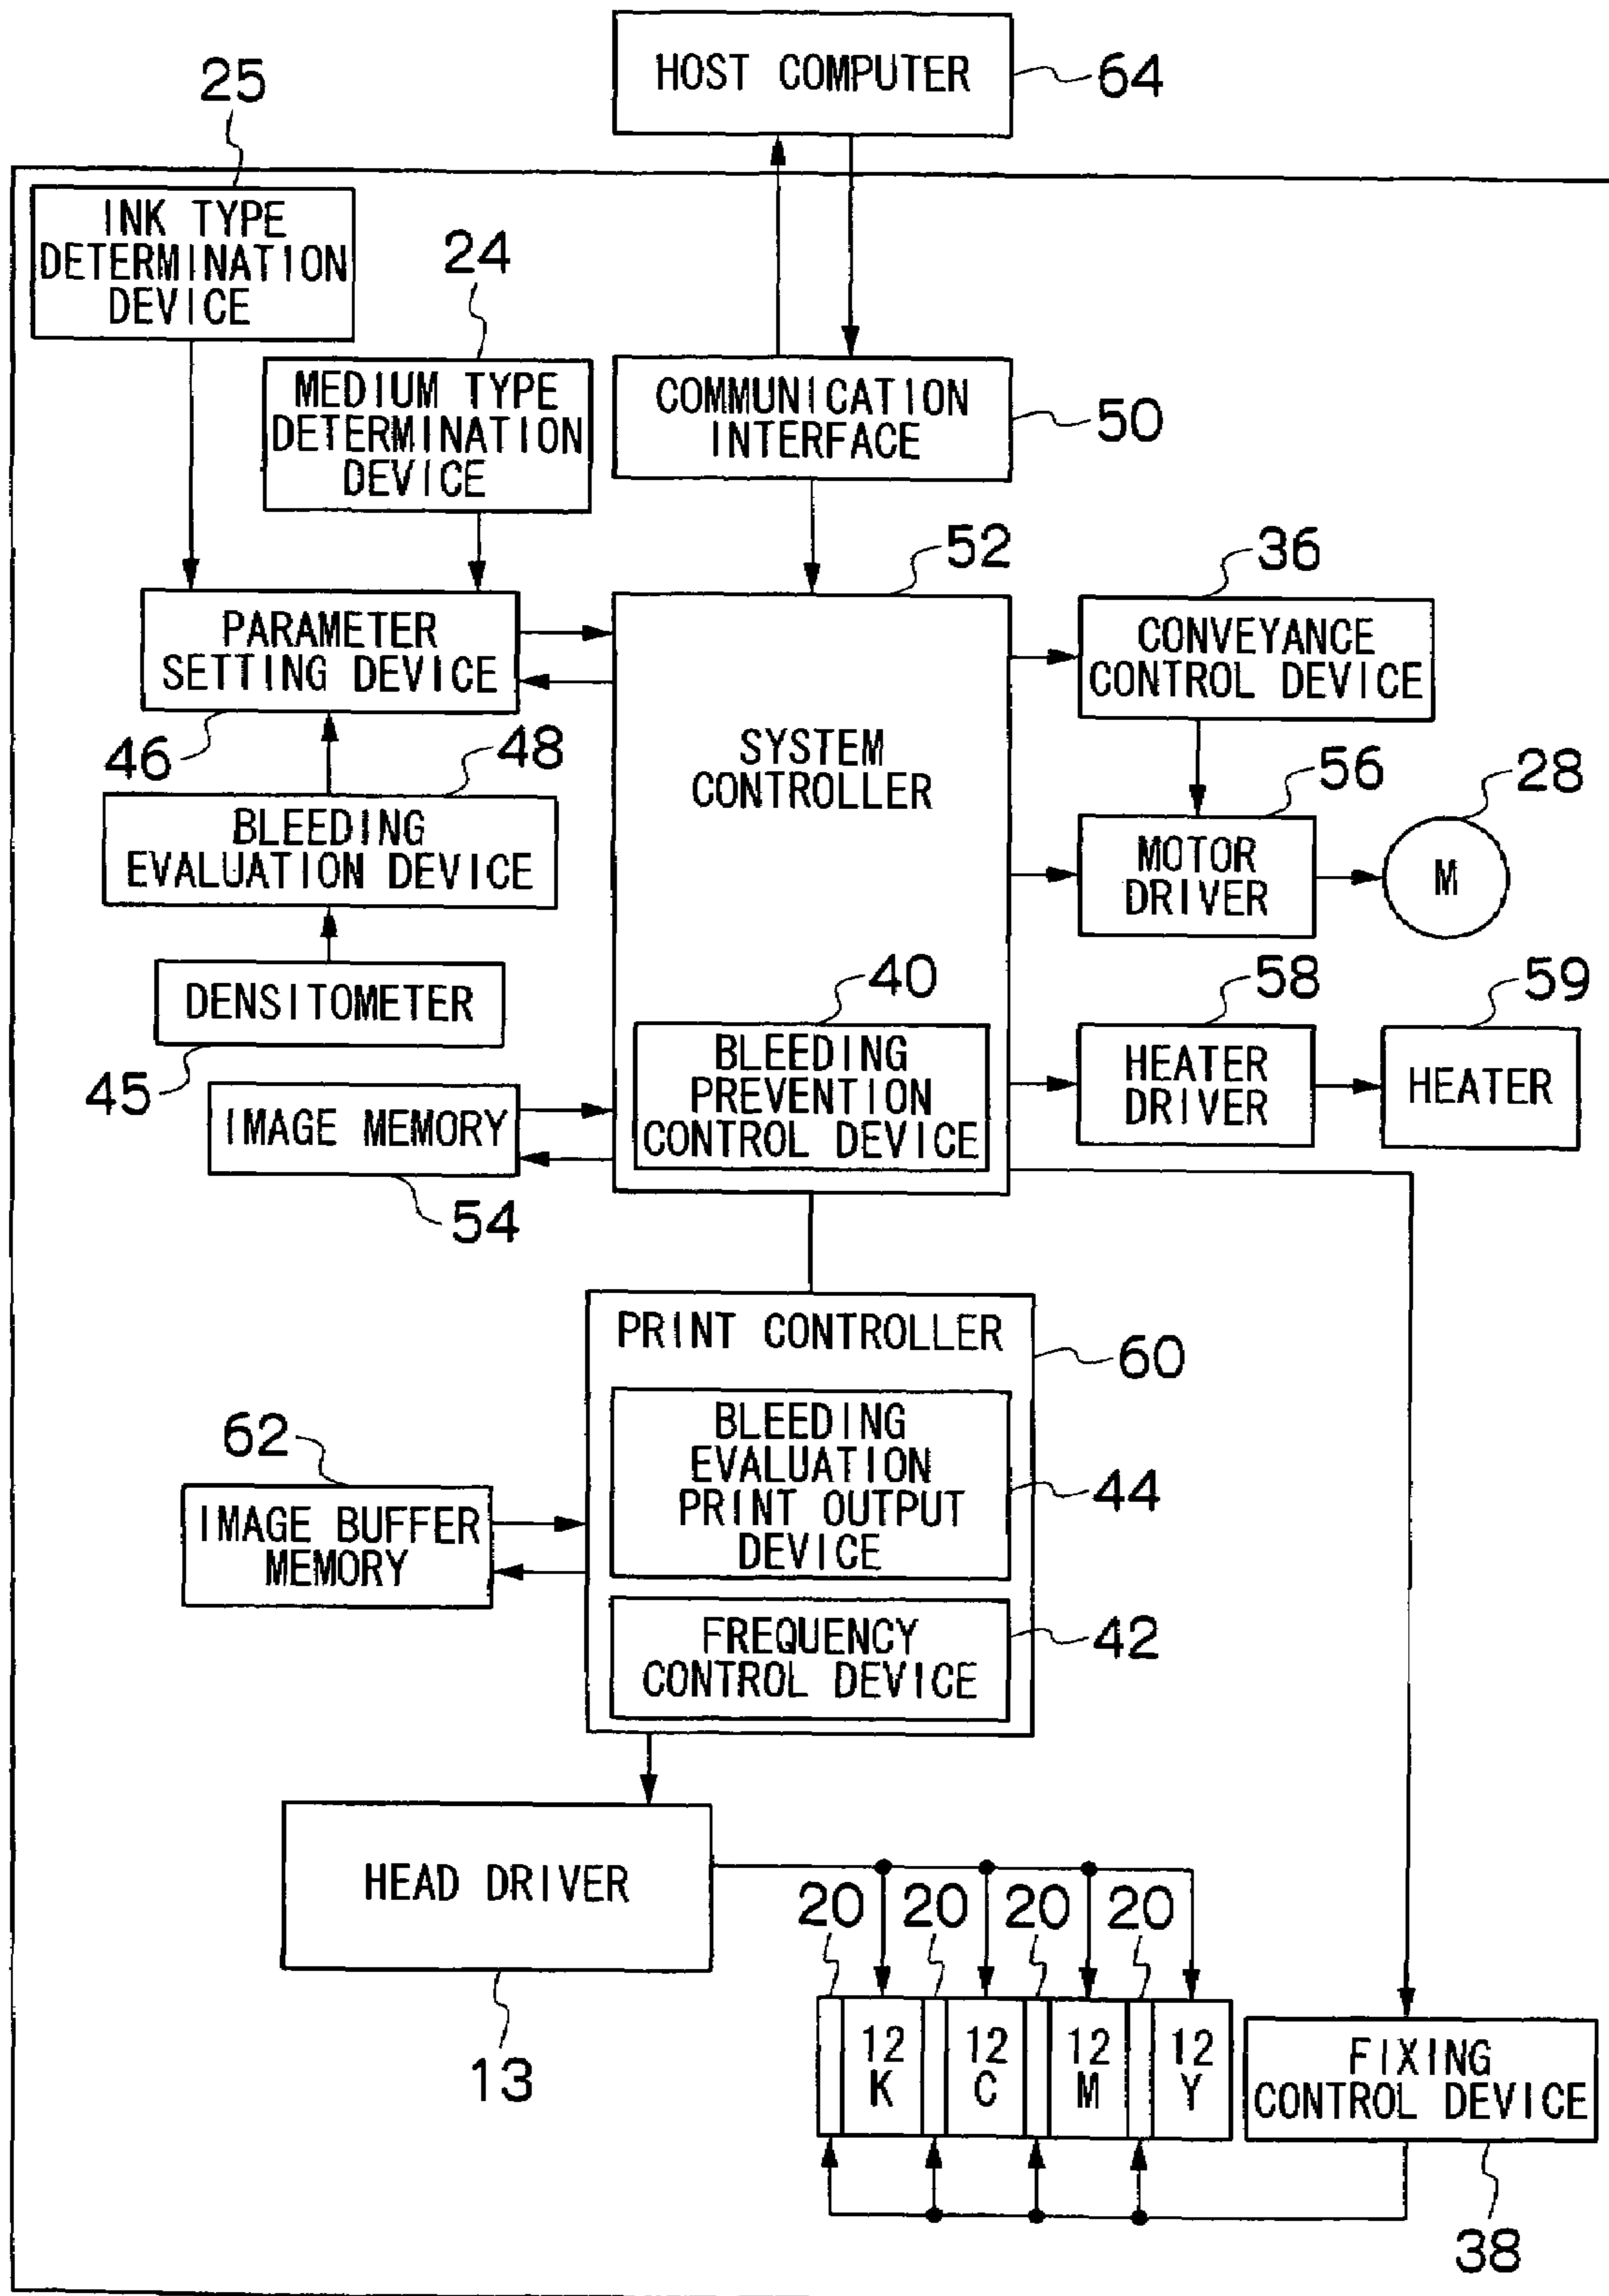 HOST COMPUTER
64
25
INK TYPE
DETERMINATION
DEVICE
24
MEDIUM TYPE
DETERMINATION
DEVICE
COMMUNICATION
INTERFACE
50
52
36
PARAMETER
SETTING DEVICE
46
CONVEYANCE
CONTROL DEVICE
SYSTEM
CONTROLLER
48
BLEEDING
EVALUATION DEVICE
56
MOTOR
DRIVER
28
M
DENSITOMETER
45
40
BLEEDING
PREVENTION
CONTROL DEVICE
58
HEATER
DRIVER
59
HEATER
IMAGE MEMORY
54
PRINT CONTROLLER
60
BLEEDING
EVALUATION
PRINT OUTPUT
DEVICE
44
62
IMAGE BUFFER
MEMORY
FREQUENCY
CONTROL DEVICE
42
HEAD DRIVER
13
20
20
20
20
12
K
12
C
12
M
12
Y
FIXING
CONTROL DEVICE
38